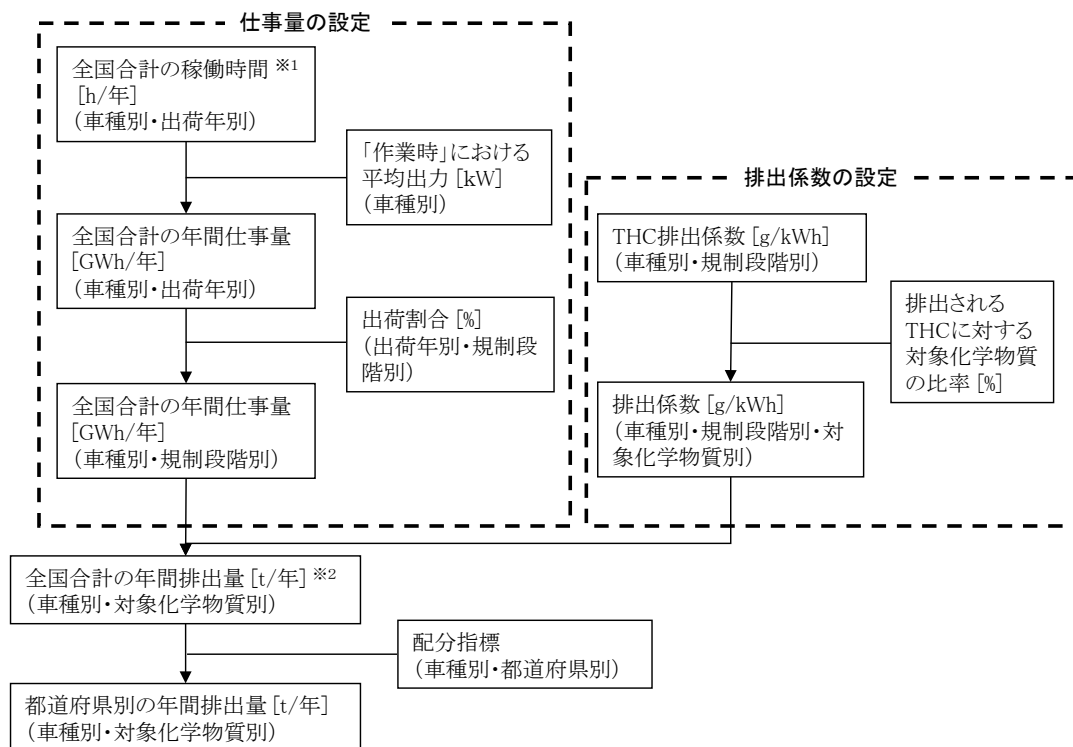 仕事量の設定
全国合計の稼働時間 ※1
[h/年]
(車種別・出荷年別)
「作業時」における
平均出力 [kW]
(車種別)
全国合計の年間仕事量
[GWh/年]
(車種別・出荷年別)
出荷割合 [%]
(出荷年別・規制段
階別)
全国合計の年間仕事量
[GWh/年]
(車種別・規制段階別)
排出係数の設定
THC排出係数 [g/kWh]
(車種別・規制段階別)
排出される
THCに対する
対象化学物質
の比率 [%]
排出係数 [g/kWh]
(車種別・規制段階別・対
象化学物質別)
全国合計の年間排出量 [t/年] ※2
(車種別・対象化学物質別)
配分指標
(車種別・都道府県別)
都道府県別の年間排出量 [t/年]
(車種別・対象化学物質別)